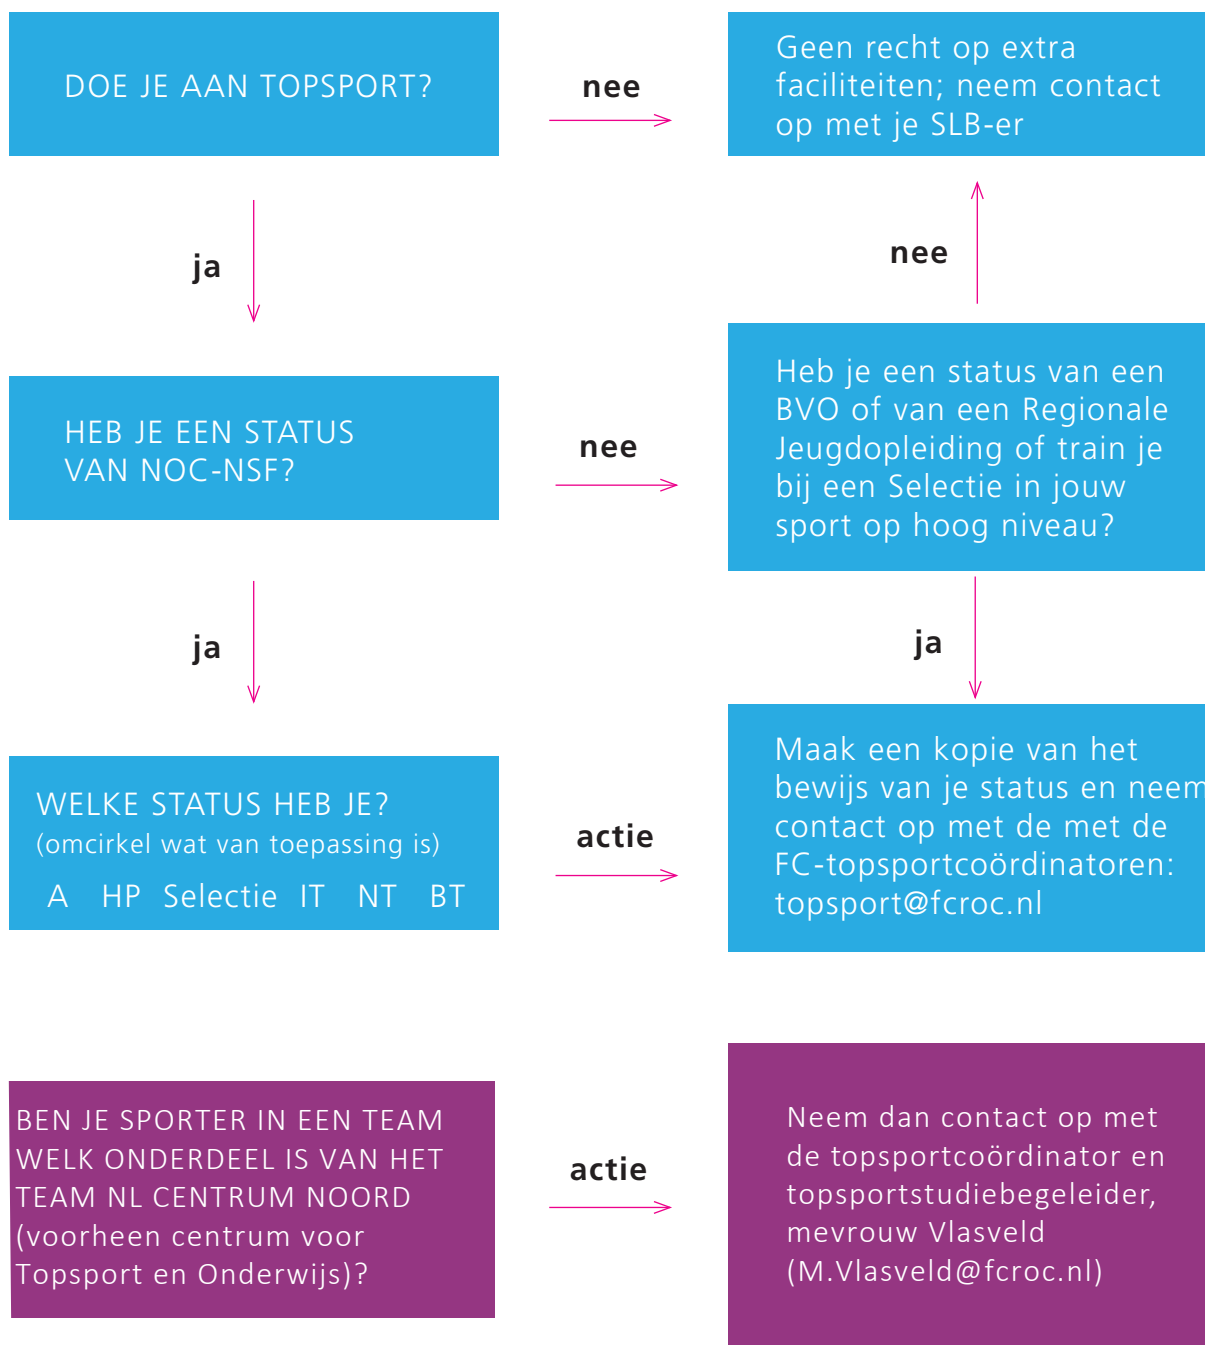 DOE JE AAN TOPSPORT?
nee
Geen recht op extra
faciliteiten; neem contact
op met je SLB-er
ja
nee
HEB JE EEN STATUS
VAN NOC-NSF?
nee
Heb je een status van een
BVO of van een Regionale
Jeugdopleiding of train je
bij een Selectie in jouw
sport op hoog niveau?
ja
ja
WELKE STATUS HEB JE?
(omcirkel wat van toepassing is)
A HP Selectie IT NT BT
actie
Maak een kopie van het
bewijs van je status en neem
contact op met de met de
FC-topsportcoördinatoren:
topsport@fcroc.nl
BEN JE SPORTER IN EEN TEAM
WELK ONDERDEEL IS VAN HET
TEAM NL CENTRUM NOORD
(voorheen centrum voor
Topsport en Onderwijs)?
actie
Neem dan contact op met
de topsportcoördinator en
topsportstudiebegeleider,
mevrouw Vlasveld
(M.Vlasveld@fcroc.nl)